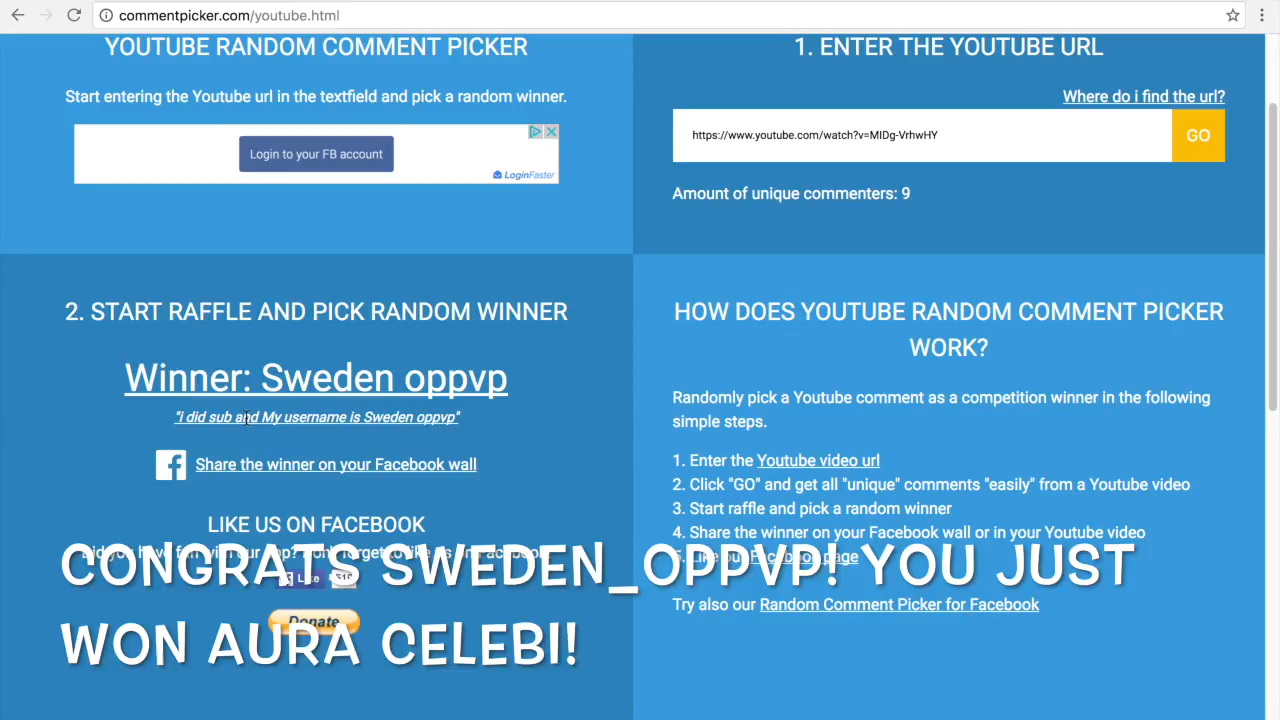 commentpicker.com/youtube.html
YOUTUBE RANDOM COMMENT PICKER
Start entering the Youtube url in the textfield and pick a random winner.
Login to your FB account
LoginFaster
1. ENTER THE YOUTUBE URL
Where do i find the url?
https://www.youtube.com/watch?v=MIDg-VrhwHY
GO
Amount of unique commenters: 9
2. START RAFFLE AND PICK RANDOM WINNER
Winner: Sweden oppvp
"i did sub and My username is Sweden oppvp"
Share the winner on your Facebook wall
LIKE US ON FACEBOOK
Like
Donate
HOW DOES YOUTUBE RANDOM COMMENT PICKER
WORK?
Randomly pick a Youtube comment as a competition winner in the following
simple steps.
1. Enter the Youtube video url
2. Click "GO" and get all "unique" comments "easily" from a Youtube video
3. Start raffle and pick a random winner
4. Share the winner on your Facebook wall or in your Youtube video
5. Like our Facebook page
Try also our Random Comment Picker for Facebook
CONGRATS SWEDEN_OPPVP! YOU JUST
WON AURA CELEBI!